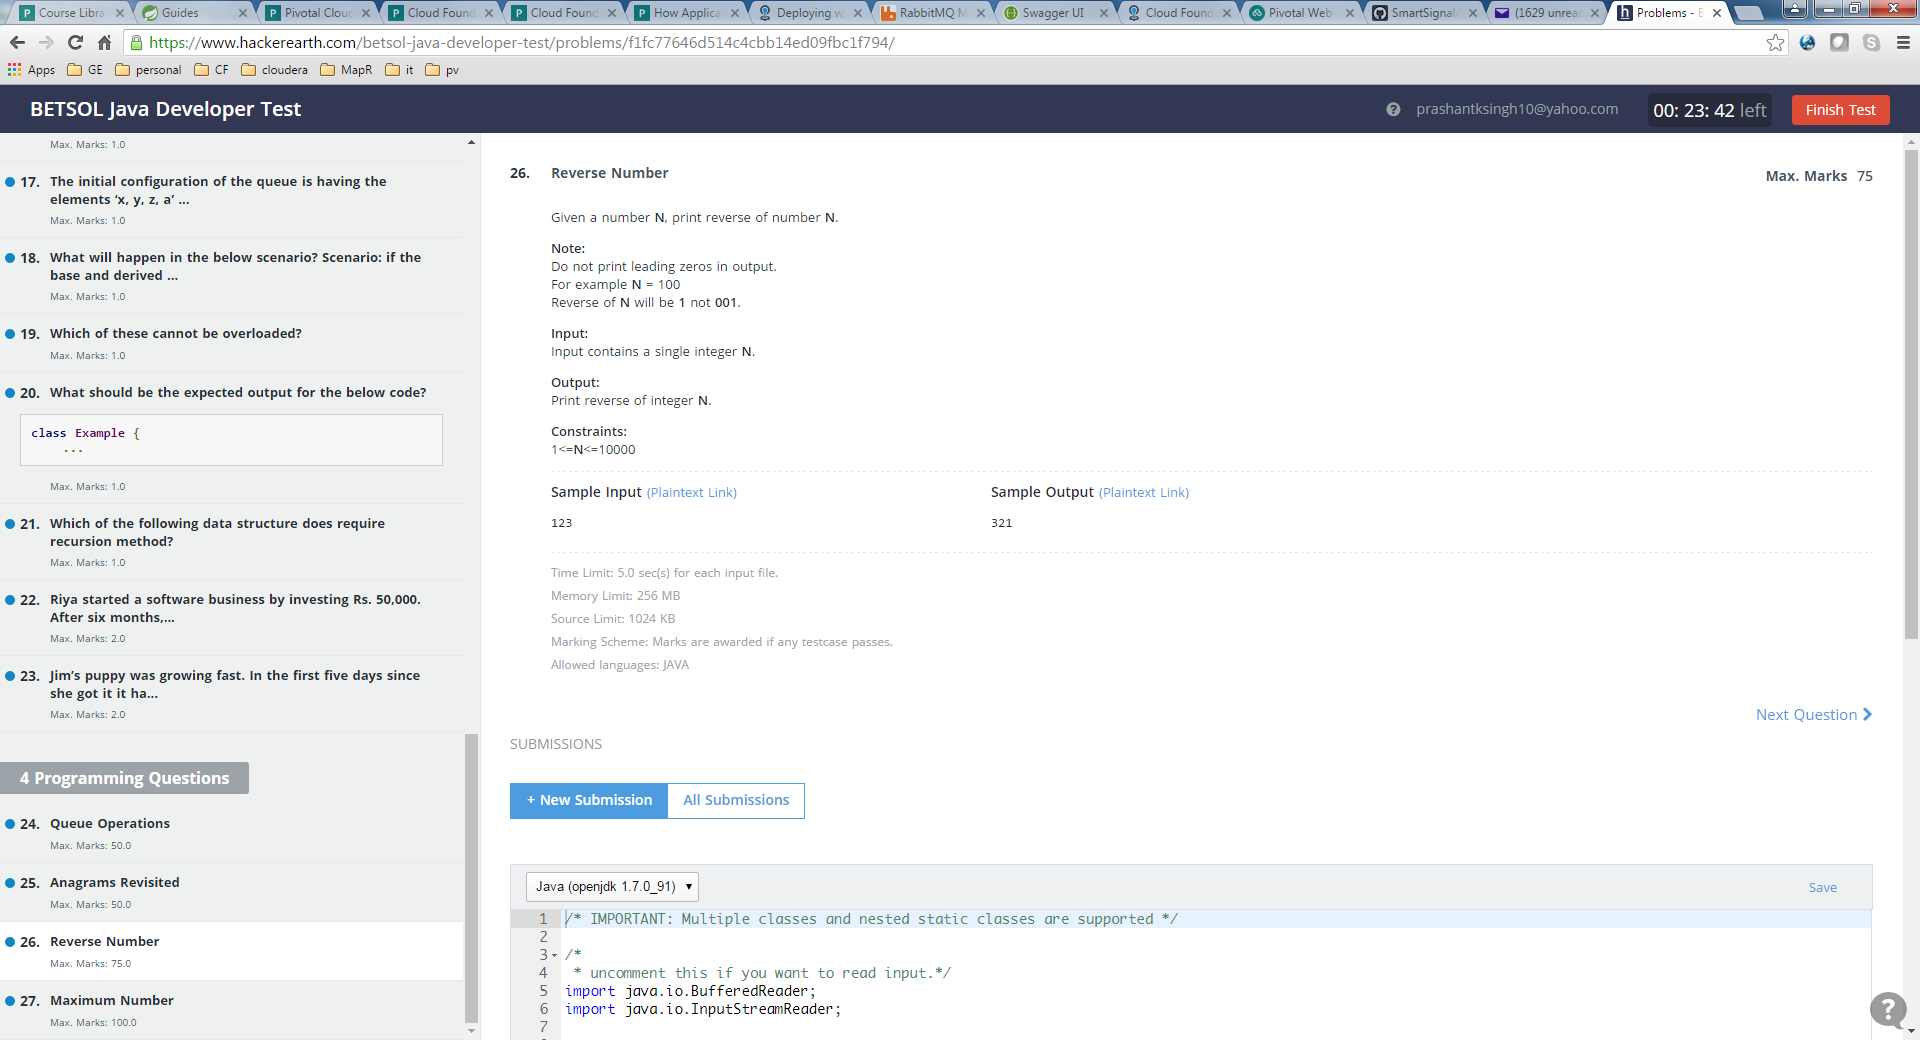 Course Libra
Guides
Pivotal Clou
Cloud Found
Cloud Found
How Applica
Deploying w
RabbitMQ M
Swagger UI
Cloud Found
Pivotal Web
SmartSignal
(1629 unrea
Problems - B
https://www.hackerearth.com/betsol-java-developer-test/problems/f1fc77646d514c4cbb14ed09fbc1f794/
Apps GE personal CF cloudera MapR it pv
BETSOL Java Developer Test
prashantksingh10@yahoo.com
00: 23: 42 left
Finish Test
Max. Marks: 1.0
17. The initial configuration of the queue is having the
elements ‘x, y, z, a’ ...
Max. Marks: 1.0
18. What will happen in the below scenario? Scenario: if the
base and derived ...
Max. Marks: 1.0
19. Which of these cannot be overloaded?
Max. Marks: 1.0
20. What should be the expected output for the below code?
class Example {
...
Max. Marks: 1.0
21. Which of the following data structure does require
recursion method?
Max. Marks: 1.0
22. Riya started a software business by investing Rs. 50,000.
After six months,...
Max. Marks: 2.0
23. Jim’s puppy was growing fast. In the first five days since
she got it it ha...
Max. Marks: 2.0
4 Programming Questions
24. Queue Operations
Max. Marks: 50.0
25. Anagrams Revisited
Max. Marks: 50.0
26. Reverse Number
Max. Marks: 75.0
27. Maximum Number
Max. Marks: 100.0
26. Reverse Number
Max. Marks 75
Given a number N, print reverse of number N.
Note:
Do not print leading zeros in output.
For example N = 100
Reverse of N will be 1 not 001.
Input:
Input contains a single integer N.
Output:
Print reverse of integer N.
Constraints:
1<=N<=10000
Sample Input (Plaintext Link)
Sample Output (Plaintext Link)
123
321
Time Limit: 5.0 sec(s) for each input file.
Memory Limit: 256 MB
Source Limit: 1024 KB
Marking Scheme: Marks are awarded if any testcase passes.
Allowed languages: JAVA
Next Question
SUBMISSIONS
+ New Submission
All Submissions
Java (openjdk 1.7.0_91)
Save
1 /* IMPORTANT: Multiple classes and nested static classes are supported */
2
3 /*
4 * uncomment this if you want to read input.*/
5 import java.io.BufferedReader;
6 import java.io.InputStreamReader;
7
?